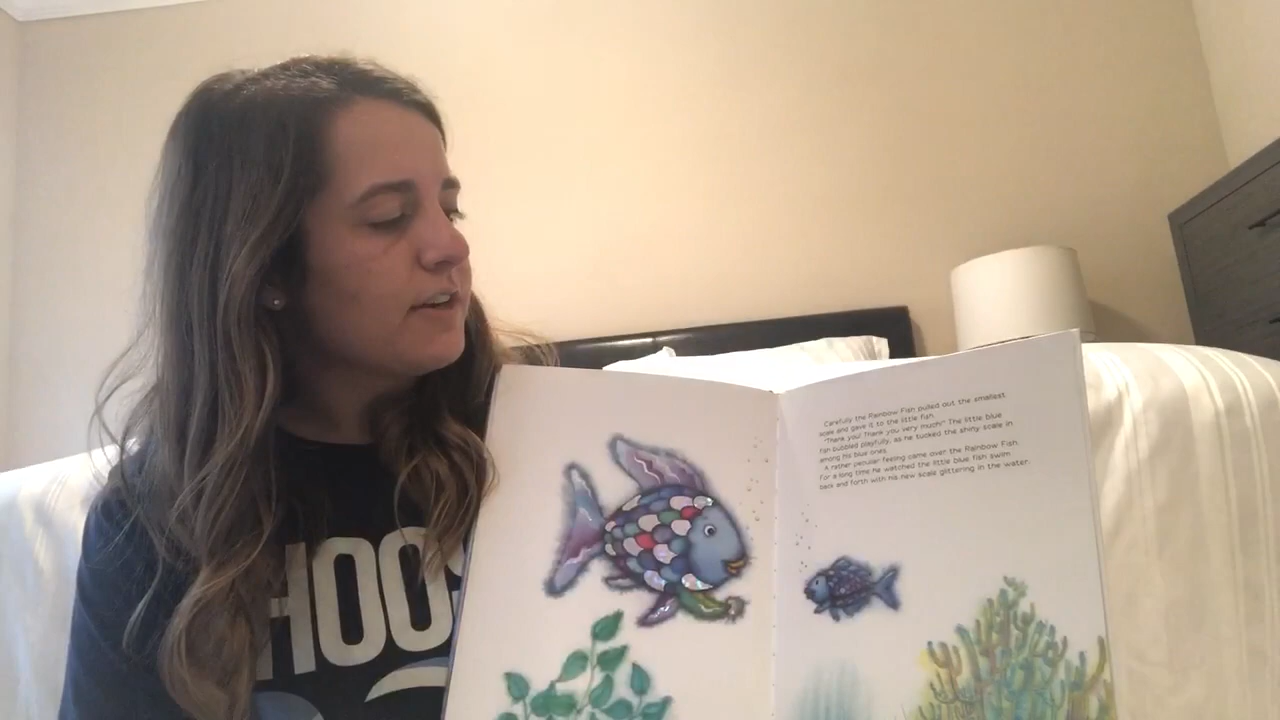 HOOS
Carefully the Rainbow Fish pulled out the smallest
scale and gave it to the little fish.
"Thank you! Thank you very much!" The little blue
fish bubbled playfully, as he tucked the shiny scale in
among his blue ones.
A rather peculiar feeling came over the Rainbow Fish.
For a long time he watched the little blue fish swim
back and forth with his new scale glittering in the water.